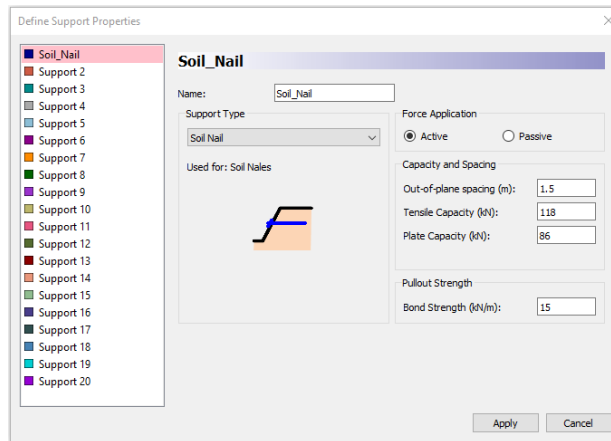 Define Support Properties
Soil_Nail
Support 2
Support 3
Support 4
Support 5
Support 6
Support 7
Support 8
Support 9
Support 10
Support 11
Support 12
Support 13
Support 14
Support 15
Support 16
Support 17
Support 18
Support 19
Support 20
Soil_Nail
Name: Soil_Nail
Support Type
Soil Nail
Used for: Soil Nales
Force Application
Active Passive
Capacity and Spacing
Out-of-plane spacing (m): 1.5
Tensile Capacity (kN): 118
Plate Capacity (kN): 86
Pullout Strength
Bond Strength (kN/m): 15
Apply Cancel